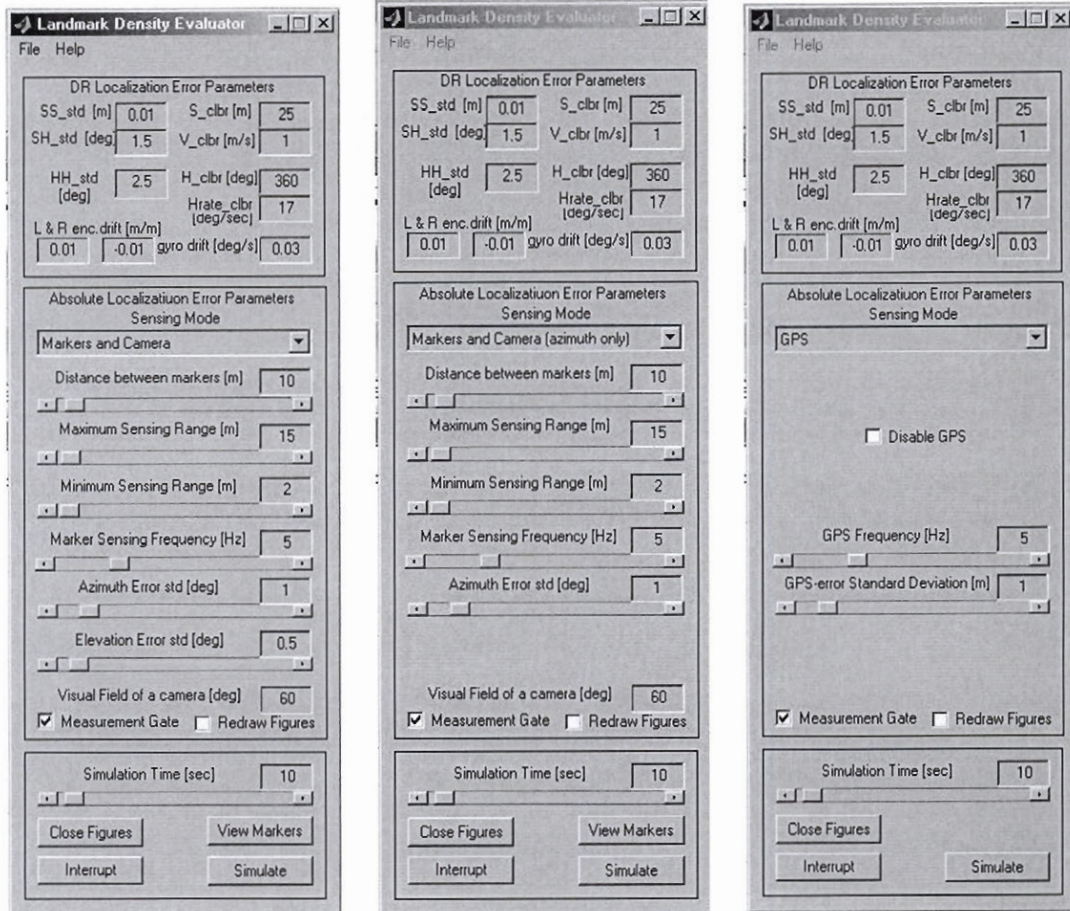 Landmark Density Evaluator
File Help
DR Localization Error Parameters
SS_std [m] 0.01 S_clbr [m] 25
SH_std [deg] 1.5 V_clbr [m/s] 1
HH_std [deg] 2.5 H_clbr [deg] 360
Hrate_clbr [deg/sec] 17
L & R enc.drift [m/m]
0.01 -0.01 gyro drift [deg/s] 0.03
Absolute Localizatiuon Error Parameters
Sensing Mode
Markers and Camera
Distance between markers [m] 10
Maximum Sensing Range [m] 15
Minimum Sensing Range [m] 2
Marker Sensing Frequency [Hz] 5
Azimuth Error std [deg] 1
Elevation Error std [deg] 0.5
Visual Field of a camera [deg] 60
Measurement Gate Redraw Figures
Simulation Time [sec] 10
Close Figures View Markers
Interrupt Simulate
Landmark Density Evaluator
File Help
DR Localization Error Parameters
SS_std [m] 0.01 S_clbr [m] 25
SH_std [deg] 1.5 V_clbr [m/s] 1
HH_std [deg] 2.5 H_clbr [deg] 360
Hrate_clbr [deg/sec] 17
L & R enc.drift [m/m]
0.01 -0.01 gyro drift [deg/s] 0.03
Absolute Localizatiuon Error Parameters
Sensing Mode
Markers and Camera (azimuth only)
Distance between markers [m] 10
Maximum Sensing Range [m] 15
Minimum Sensing Range [m] 2
Marker Sensing Frequency [Hz] 5
Azimuth Error std [deg] 1
Visual Field of a camera [deg] 60
Measurement Gate Redraw Figures
Simulation Time [sec] 10
Close Figures View Markers
Interrupt Simulate
Landmark Density Evaluator
File Help
DR Localization Error Parameters
SS_std [m] 0.01 S_clbr [m] 25
SH_std [deg] 1.5 V_clbr [m/s] 1
HH_std [deg] 2.5 H_clbr [deg] 360
Hrate_clbr [deg/sec] 17
L & R enc.drift [m/m]
0.01 -0.01 gyro drift [deg/s] 0.03
Absolute Localizatiuon Error Parameters
Sensing Mode
GPS
Disable GPS
GPS Frequency [Hz] 5
GPS-error Standard Deviation [m] 1
Measurement Gate Redraw Figures
Simulation Time [sec] 10
Close Figures
Interrupt Simulate